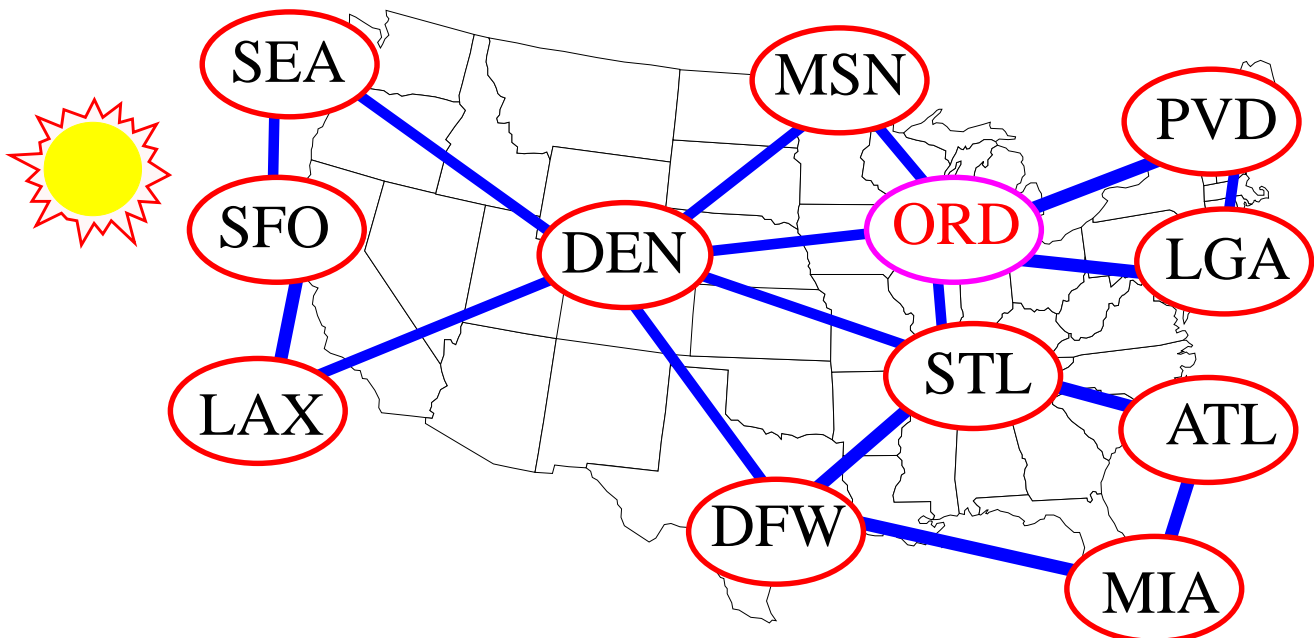 SEA
MSN
PVD
SFO
DEN
ORD
LGA
LAX
STL
ATL
DFW
MIA